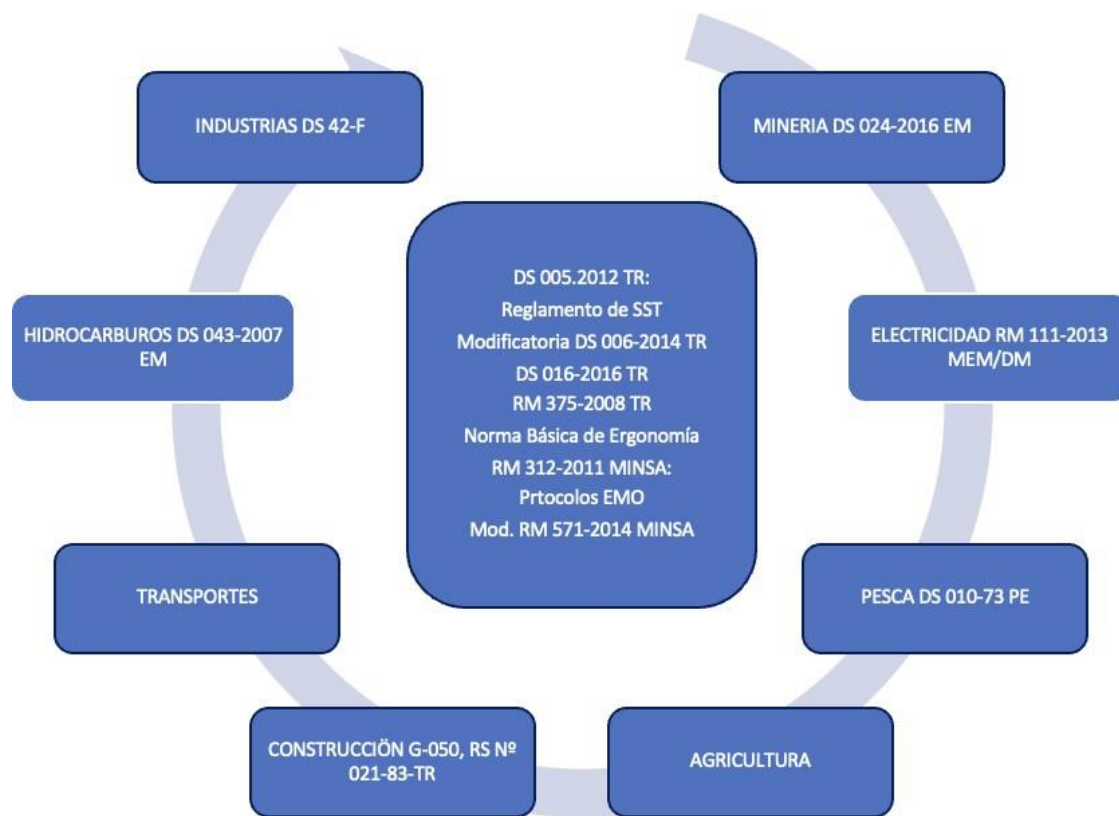 INDUSTRIAS DS 42-F
MINERIA DS 024-2016 EM
DS 005.2012 TR:
Reglamento de SST
Modificatoria DS 006-2014 TR
DS 016-2016 TR
RM 375-2008 TR
Norma Básica de Ergonomía
RM 312-2011 MINSA:
Prtocolos EMO
Mod. RM 571-2014 MINSA
HIDROCARBUROS DS 043-2007
EM
ELECTRICIDAD RM 111-2013
MEM/DM
TRANSPORTES
PESCA DS 010-73 PE
CONSTRUCCIÖN G-050, RS Nº
021-83-TR
AGRICULTURA